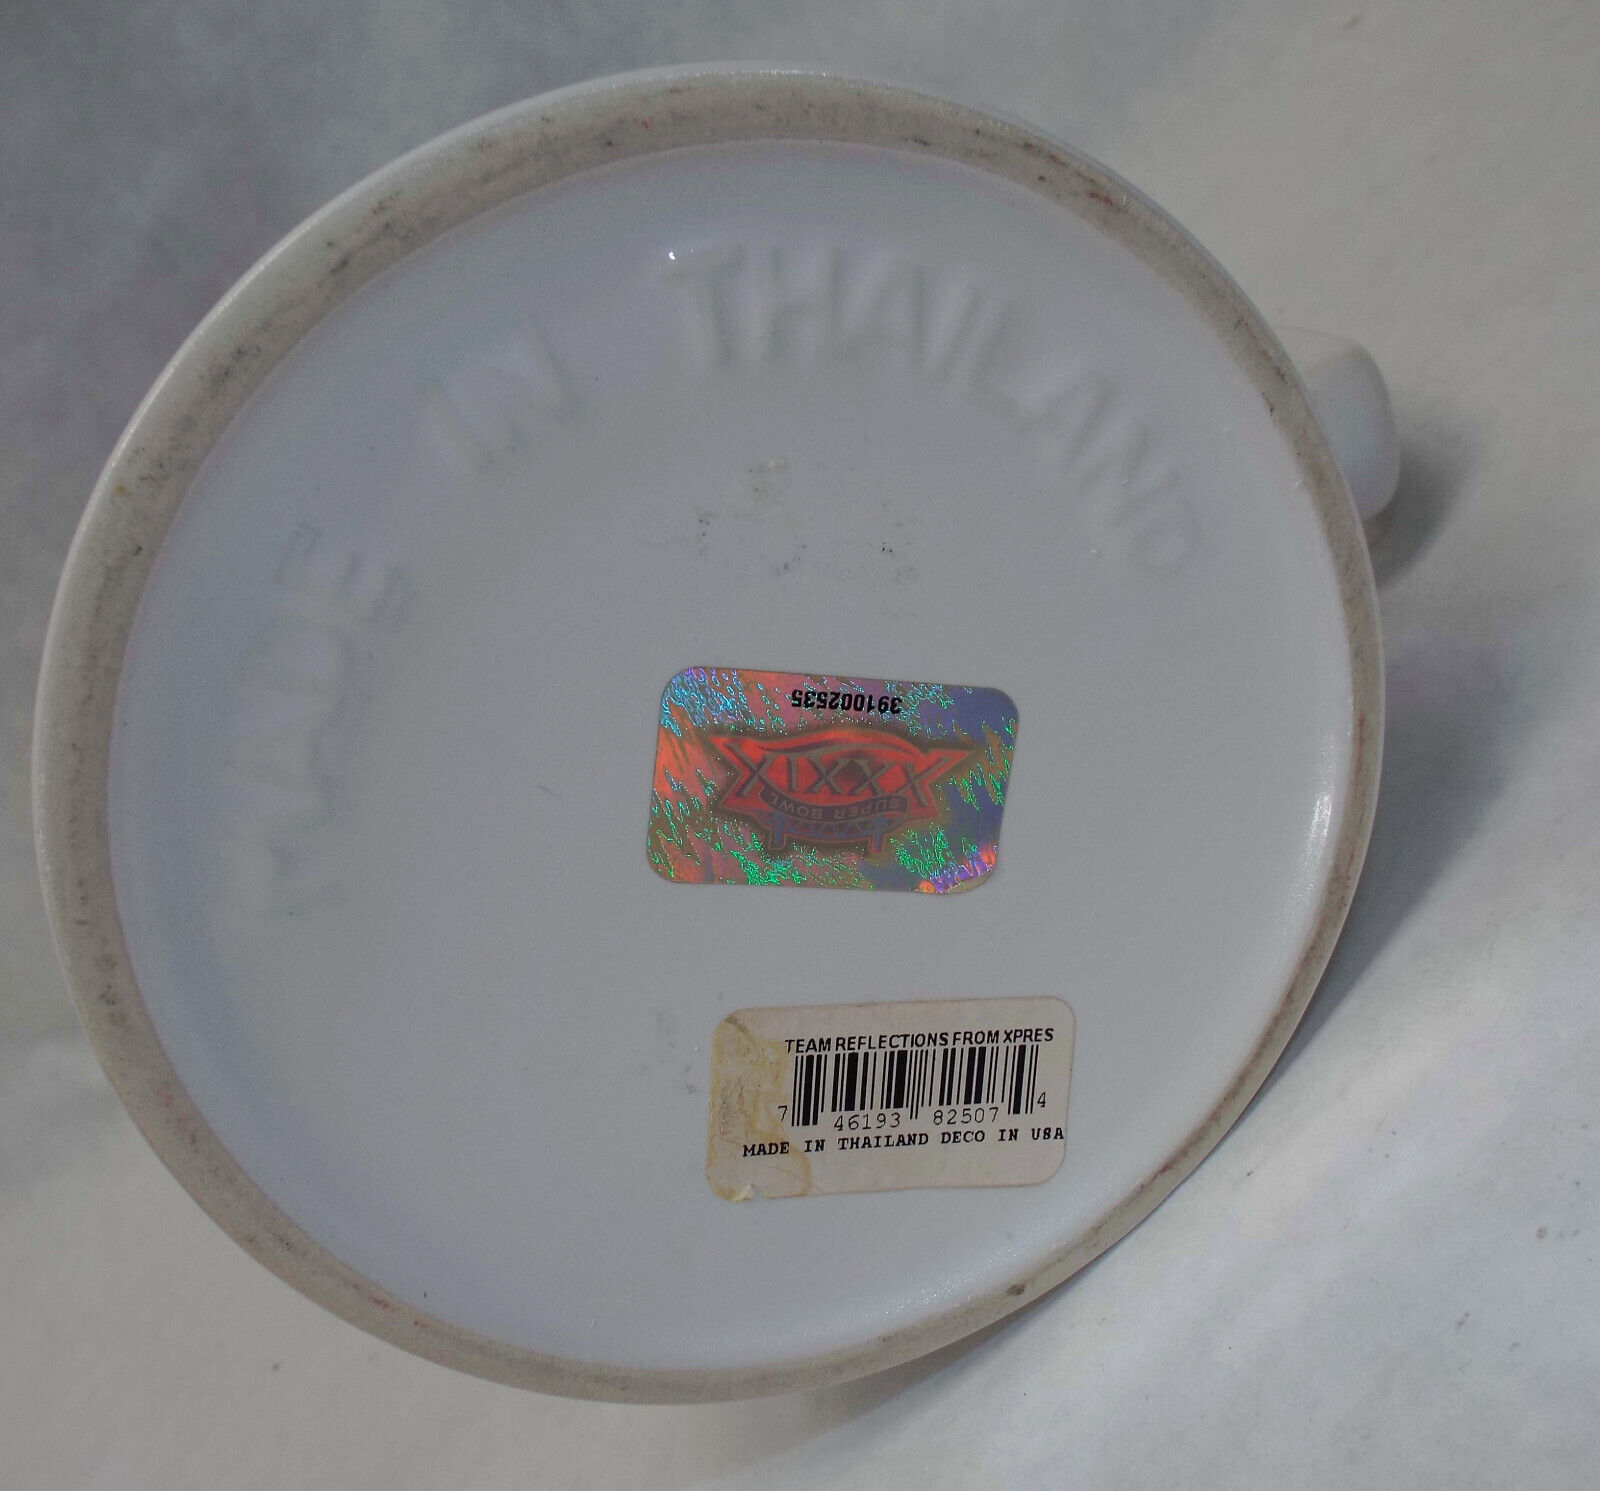 MADE IN THAILAND
391002535
XXXIX
SUPER BOWL
TEAM REFLECTIONS FROM XPRES
7 46193 82507 4
MADE IN THAILAND DECO IN USA